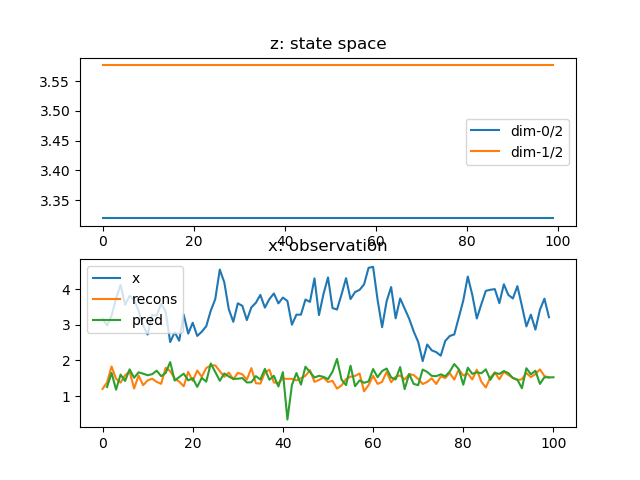 z: state space
3.55
3.50
3.45
3.40
3.35
dim-0/2
dim-1/2
0 20 40 60 80 100
x: observation
4
3
2
1
x
recons
pred
0 20 40 60 80 100